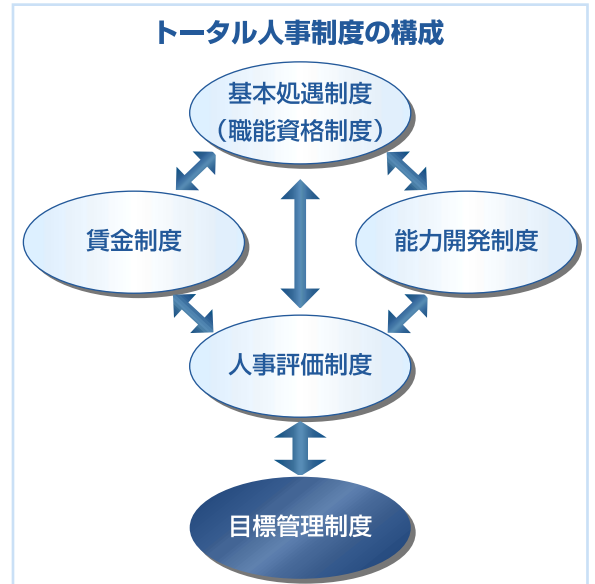 トータル人事制度の構成
基本処遇制度
（職能資格制度）
賃金制度
能力開発制度
人事評価制度
目標管理制度